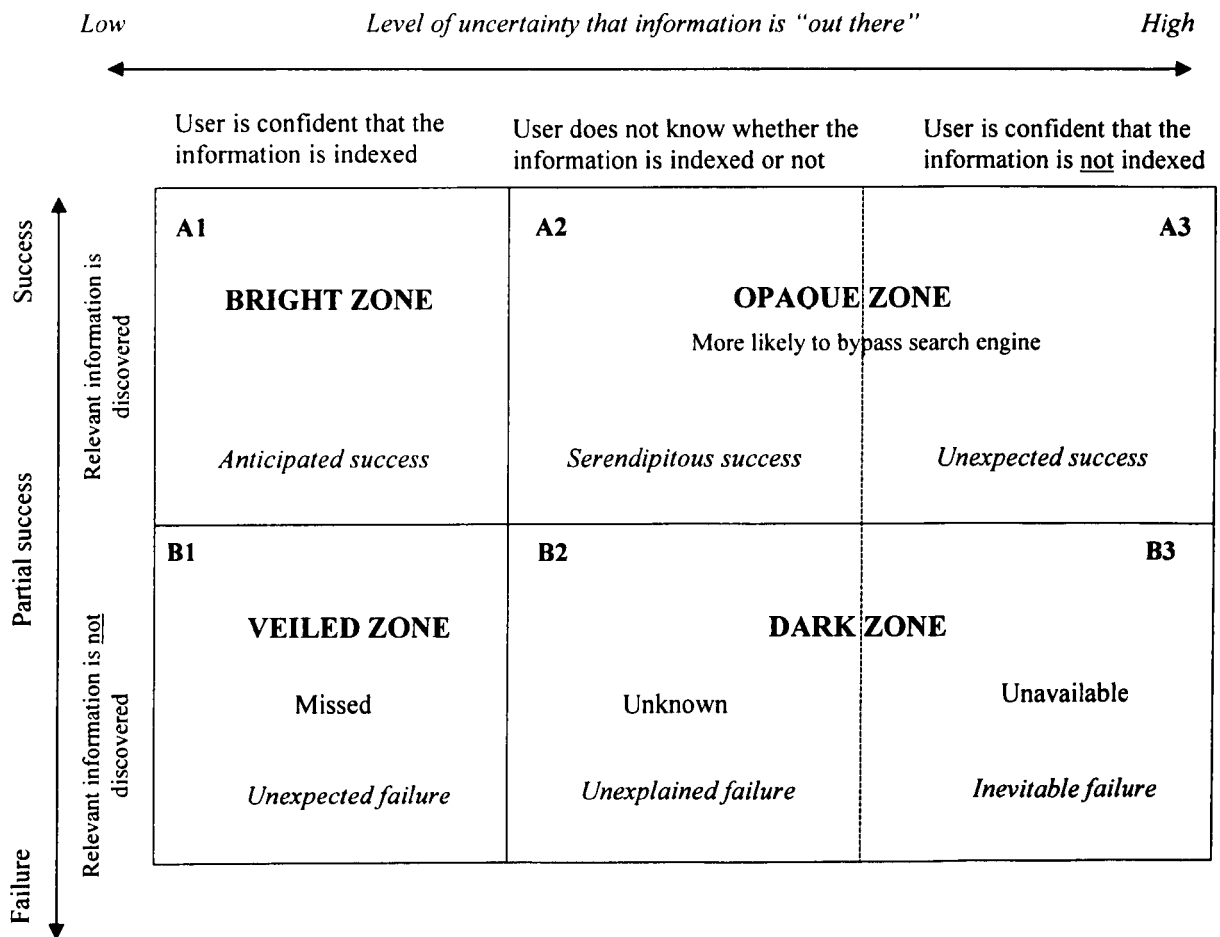 Low Level of uncertainty that information is "out there" High
User is confident that the
information is indexed
User does not know whether the
information is indexed or not
User is confident that the
information is not indexed
Success
Partial success
Failure
Relevant information is
discovered
Relevant information is not
discovered
A1
BRIGHT ZONE
Anticipated success
A2 A3
OPAQUE ZONE
More likely to bypass search engine
Serendipitous success Unexpected success
B1
VEILED ZONE
Missed
Unexpected failure
B2 B3
DARK ZONE
Unknown Unavailable
Unexplained failure Inevitable failure